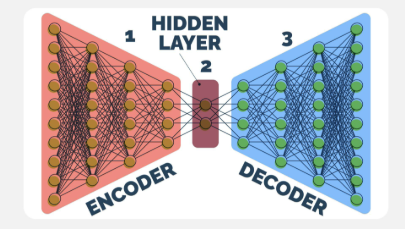 1
HIDDEN
LAYER
2
3
ENCODER
DECODER